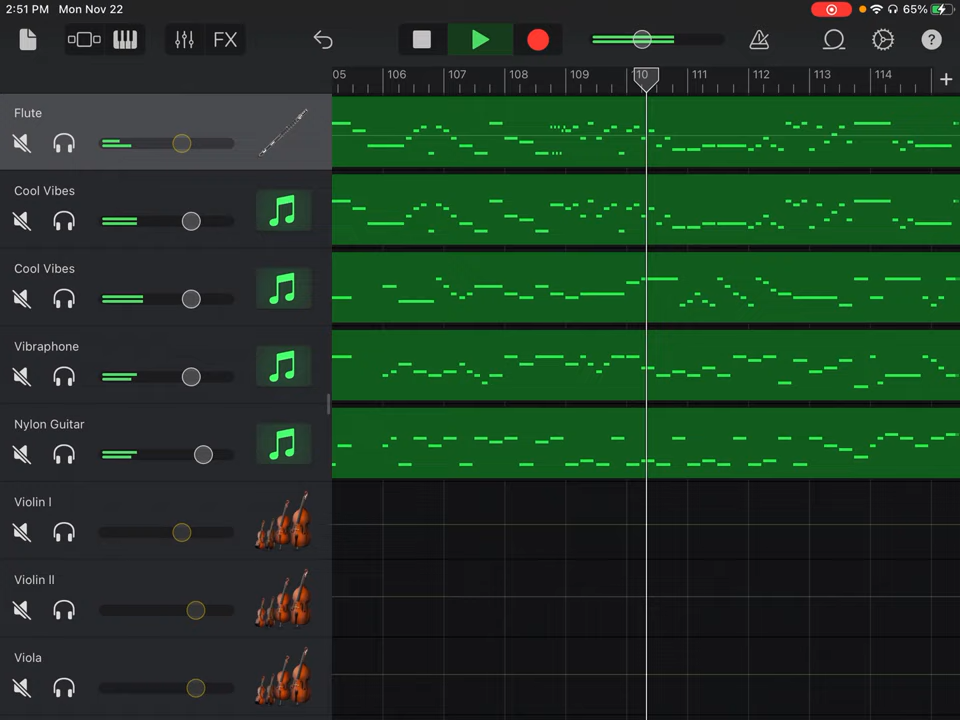 2:51 PM Mon Nov 22
65%
FX
?
05 106 107 108 109 110 111 112 113 114 +
Flute
Cool Vibes
Cool Vibes
Vibraphone
Nylon Guitar
Violin I
Violin II
Viola